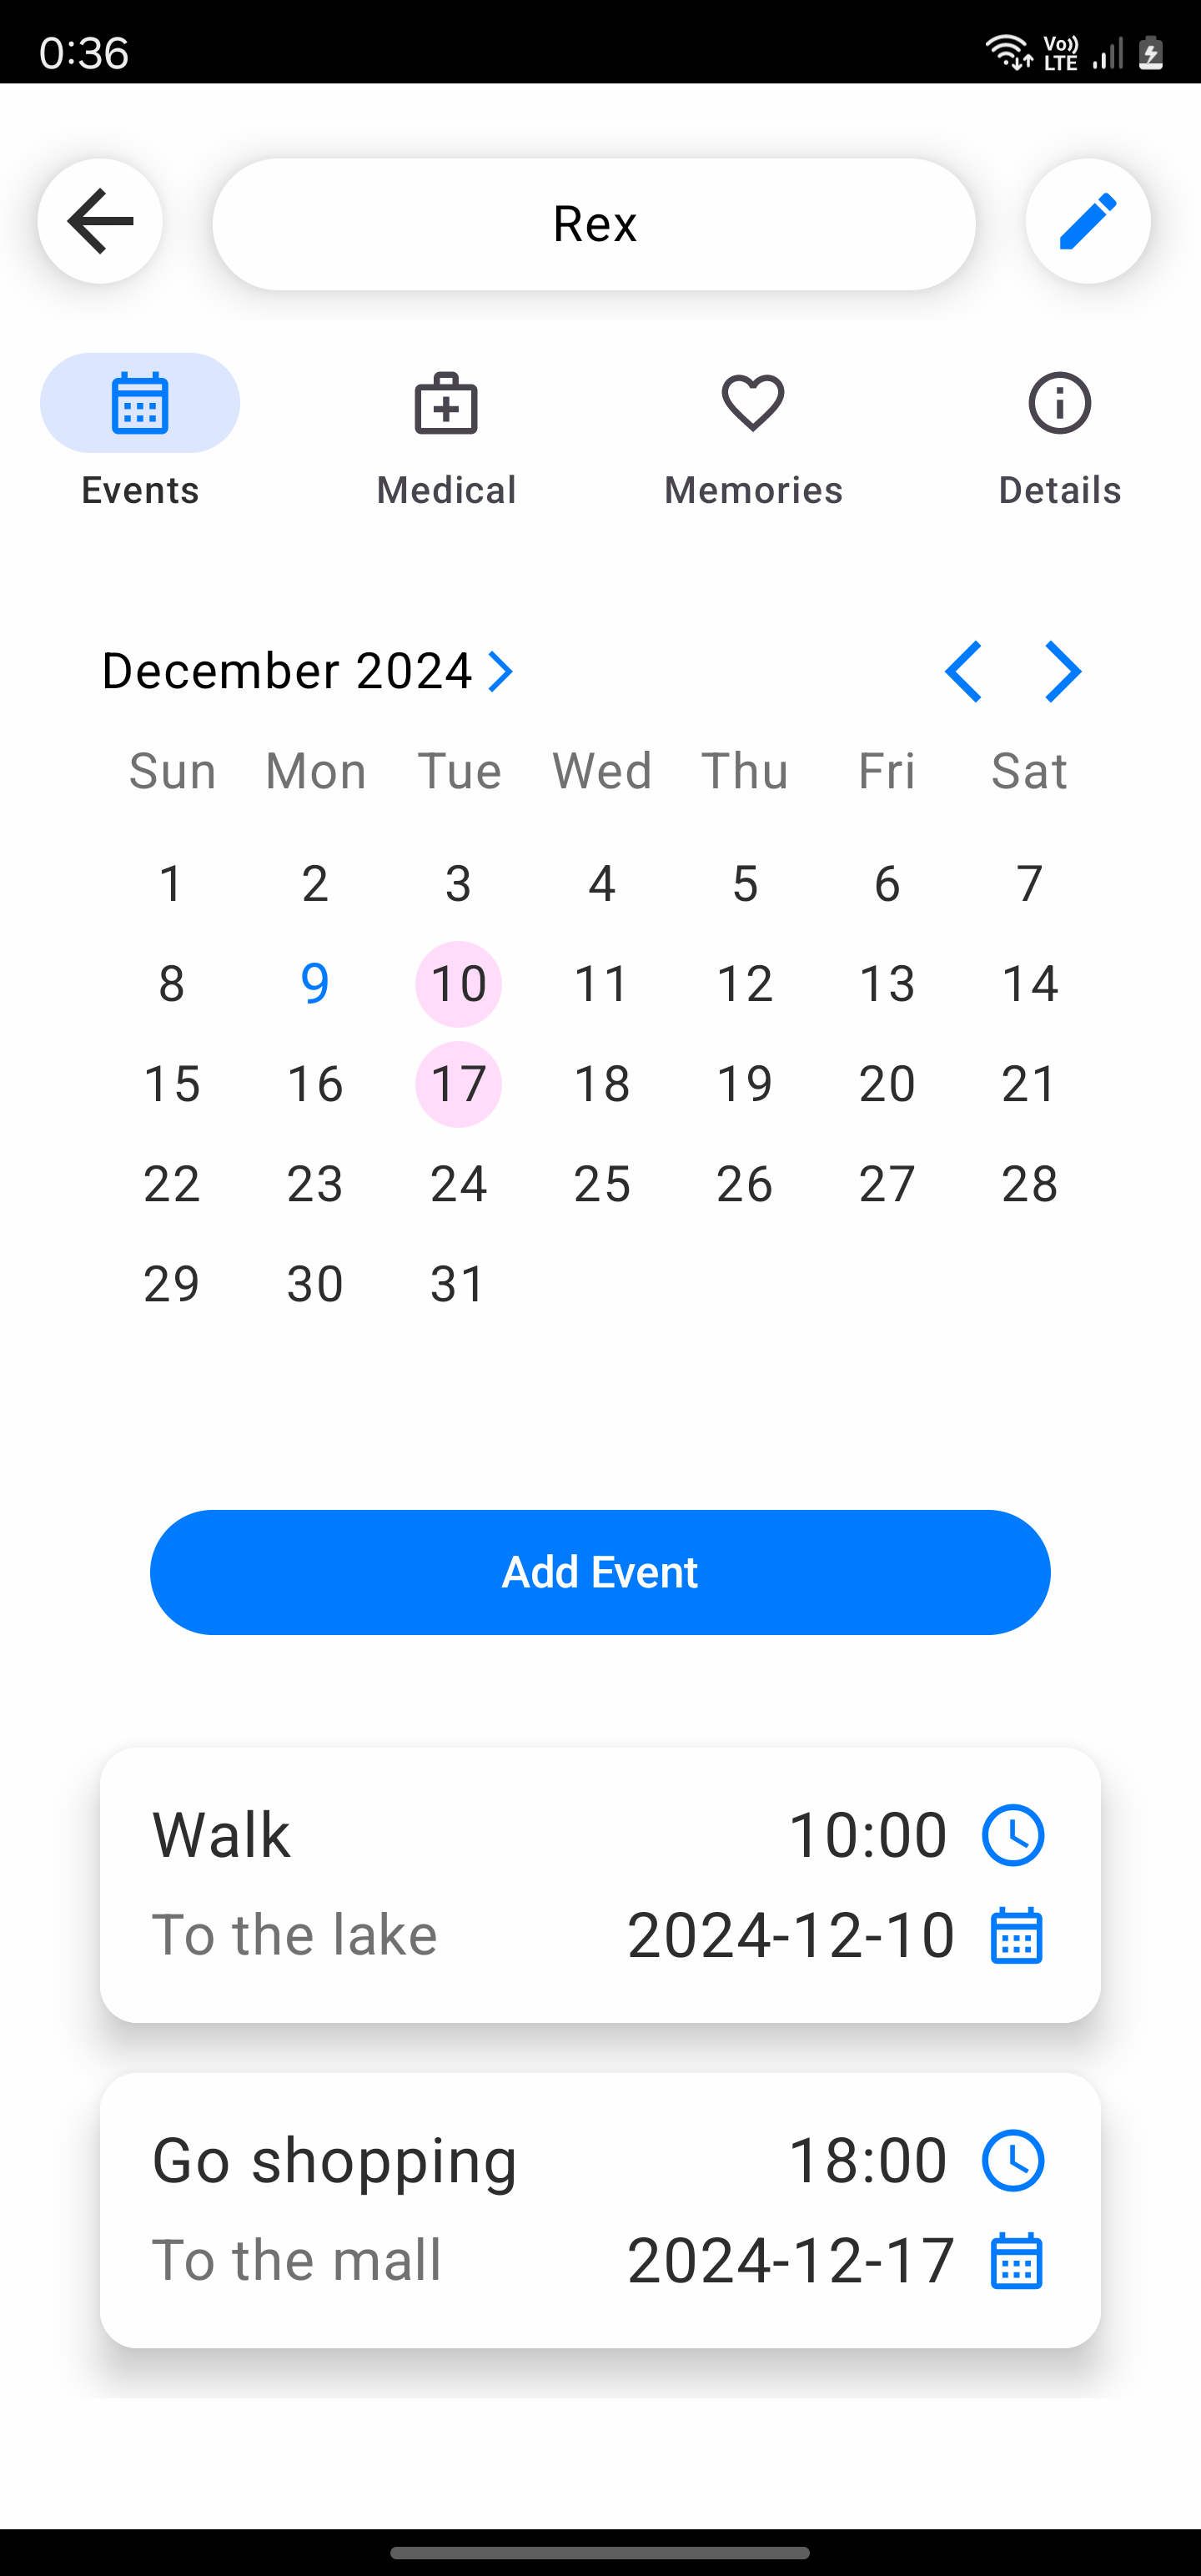 0:36
Vo)) LTE
Rex
Events Medical Memories Details
December 2024
Sun Mon Tue Wed Thu Fri Sat
1 2 3 4 5 6 7
8 9 10 11 12 13 14
15 16 17 18 19 20 21
22 23 24 25 26 27 28
29 30 31
Add Event
Walk 10:00
To the lake 2024-12-10
Go shopping 18:00
To the mall 2024-12-17